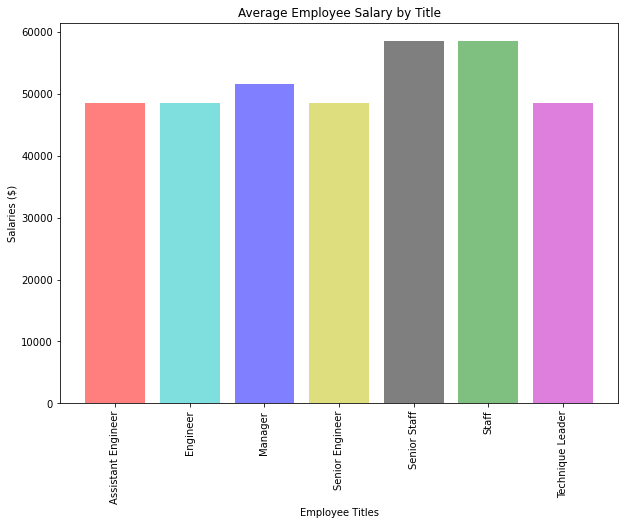 Average Employee Salary by Title
60000
50000
40000
30000
20000
10000
0
Salaries ($)
Assistant Engineer
Engineer
Manager
Senior Engineer
Senior Staff
Staff
Technique Leader
Employee Titles